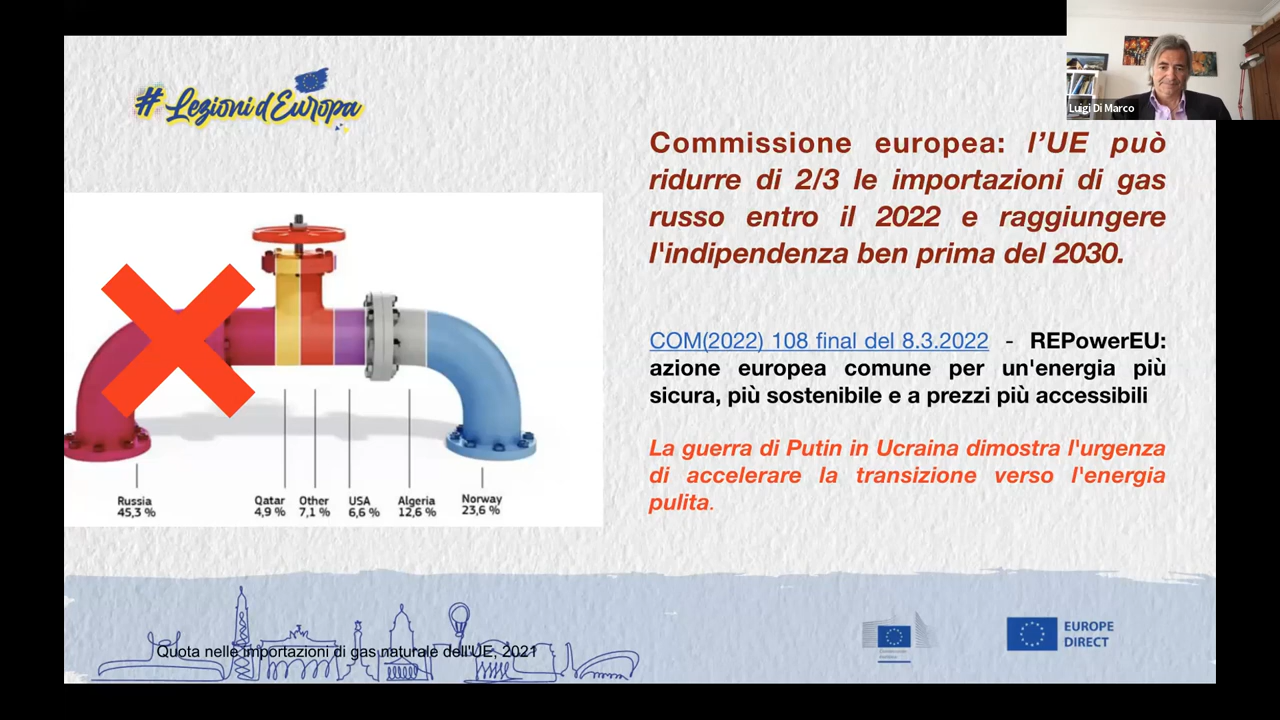 # Lezioni d'Europa
Luigi Di Marco
Commissione europea: l’UE può
ridurre di 2/3 le importazioni di gas
russo entro il 2022 e raggiungere
l'indipendenza ben prima del 2030.
COM(2022) 108 final del 8.3.2022 - REPowerEU:
azione europea comune per un'energia più
sicura, più sostenibile e a prezzi più accessibili
La guerra di Putin in Ucraina dimostra l'urgenza
di accelerare la transizione verso l'energia
pulita.
Russia Qatar Other USA Algeria Norway
45,3 % 4,9 % 7,1 % 6,6 % 12,6 % 23,6 %
Quota nelle importazioni di gas naturale dell'UE, 2021
EUROPE
DIRECT